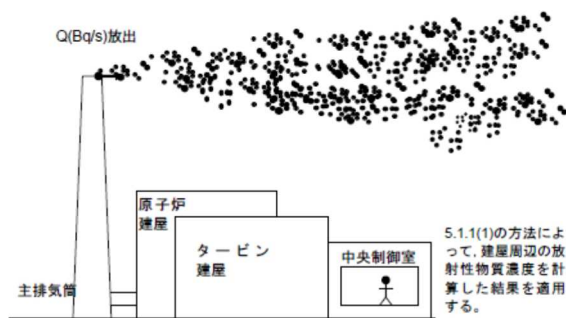 Q(Bq/s)放出
原子炉
建屋
タービン
建屋
中央制御室
主排気筒
5.1.1(1)の方法によ
って,建屋周辺の放
射性物質濃度を計
算した結果を適用
する。